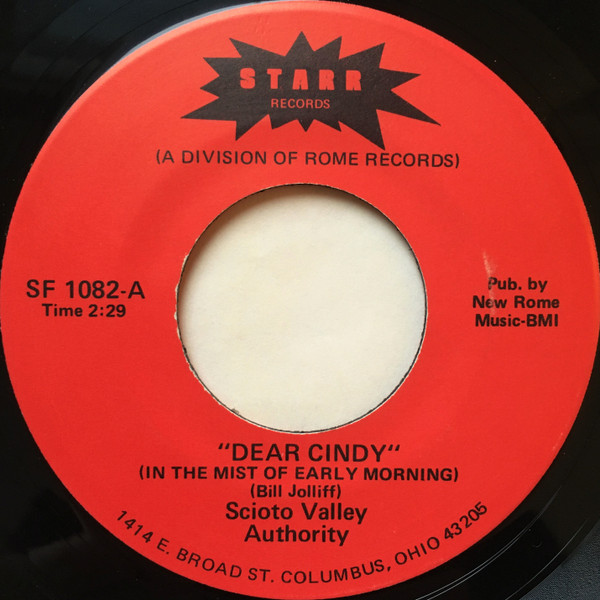 STARR
RECORDS
(A DIVISION OF ROME RECORDS)
SF 1082-A
Time 2:29
Pub. by
New Rome
Music-BMI
"DEAR CINDY"
(IN THE MIST OF EARLY MORNING)
(Bill Jolliff)
Scioto Valley
Authority
1414 E. BROAD ST. COLUMBUS, OHIO 43205